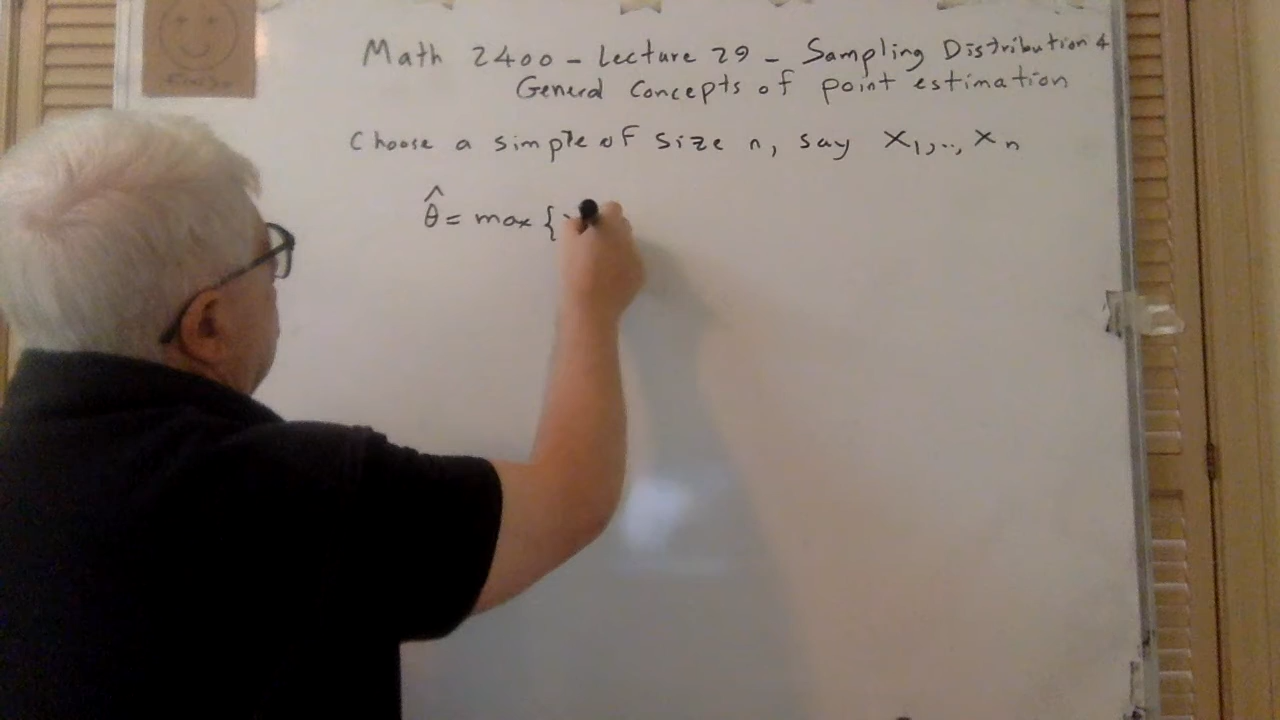 Math 2400 - Lecture 29 - Sampling Distribution 4
General Concepts of point estimation
Choose a simple of size n, say X₁,..,Xₙ
θ̂ = max {